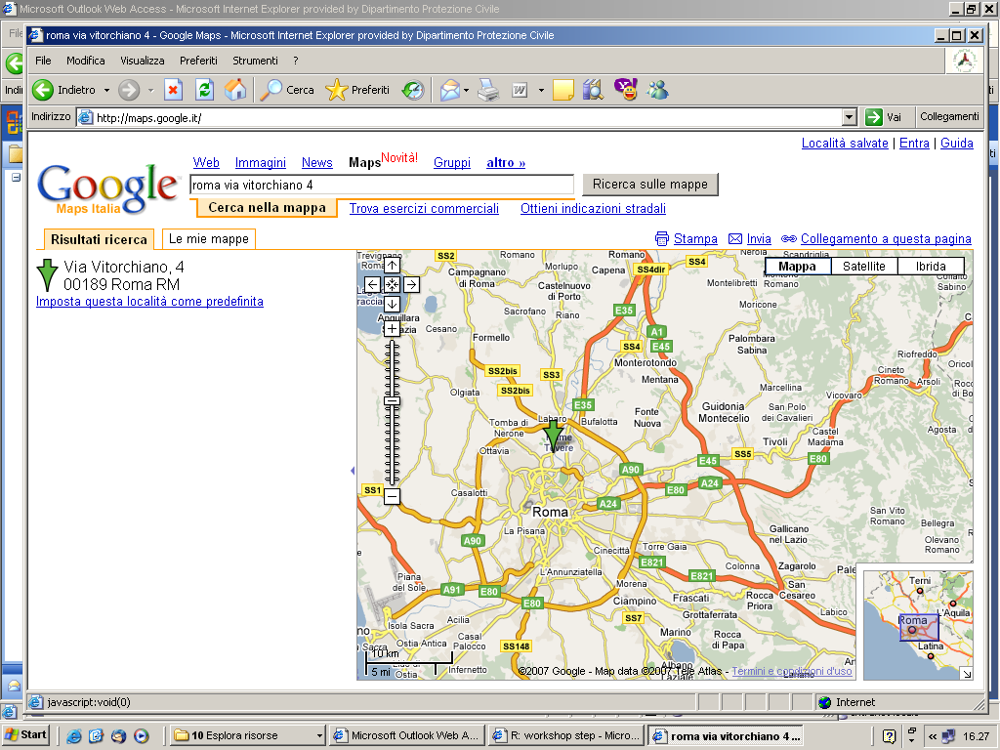 Microsoft Outlook Web Access - Microsoft Internet Explorer provided by Dipartimento Protezione Civile
roma via vitorchiano 4 - Google Maps - Microsoft Internet Explorer provided by Dipartimento Protezione Civile
File Modifica Visualizza Preferiti Strumenti ?
Indietro Cerca Preferiti
Indirizzo http://maps.google.it/ Vai Collegamenti
Località salvate | Entra | Guida
Web Immagini News Maps Novità! Gruppi altro »
Google
Maps Italia
roma via vitorchiano 4 Ricerca sulle mappe
Cerca nella mappa Trova esercizi commerciali Ottieni indicazioni stradali
Risultati ricerca Le mie mappe Stampa Invia Collegamento a questa pagina
Via Vitorchiano, 4
00189 Roma RM
Imposta questa località come predefinita
Mappa Satellite Ibrida
Trevignano
Roma
SS2
Romano
Campagnano
di Roma
Morlupo
Romano
Capena
SS4dir
SS4
Scandriglia
Montelibretti
Montorio
Romano
Collalto
Sabino
Castelnuovo
di Porto
Moricone
Anguillara
Sacrofano
Riano
E35
Cesano
Formello
A1
E45
SS4
Palombara
Sabina
Riofreddo
Monterotondo
Mentana
Cineto
Romano
Arsoli
SS2bis
SS3
SS2bis
Marcellina
Vicovaro
Olgiata
E35
Guidonia
Montecelio
San Polo
dei Cavalieri
Fonte
Nuova
Labaro
Bufalotta
Tomba di
Nerone
Castel
Madama
Agosta
Tivoli
Ottavia
E45
SS5
E80
A90
A24
E80
SS1
Casalotti
A24
Roma
San Vito
Romano
Bellegra
La Pisana
Gallicano
nel Lazio
Olevano
Romano
A90
Cinecittà
Torre Gaia
E821
Colonna
Zagarolo
Palestrina
L'Annunziatella
E821
Piana
del Sole
Morena
San
Cesareo
A91
E80
Ciampino
Frascati
Rocca
Priora
E80
Grottaferrata
Labico
SS7
Isola Sacra
Acilia
Rocca
di Papa
Marino
Casal
Palocco
Ostia Antica
SS148
Albano
Laziale
Infernetto
Ostia
Lariano
10 km
5 mi
©2007 Google - Map data ©2007 Tele Atlas - Termini e condizioni d'uso
Terni
L'Aquila
Roma
Latina
javascript:void(0) Internet
Start 10 Esplora risorse Microsoft Outlook Web A... R: workshop step - Micro... roma via vitorchiano 4 ... « 16.27